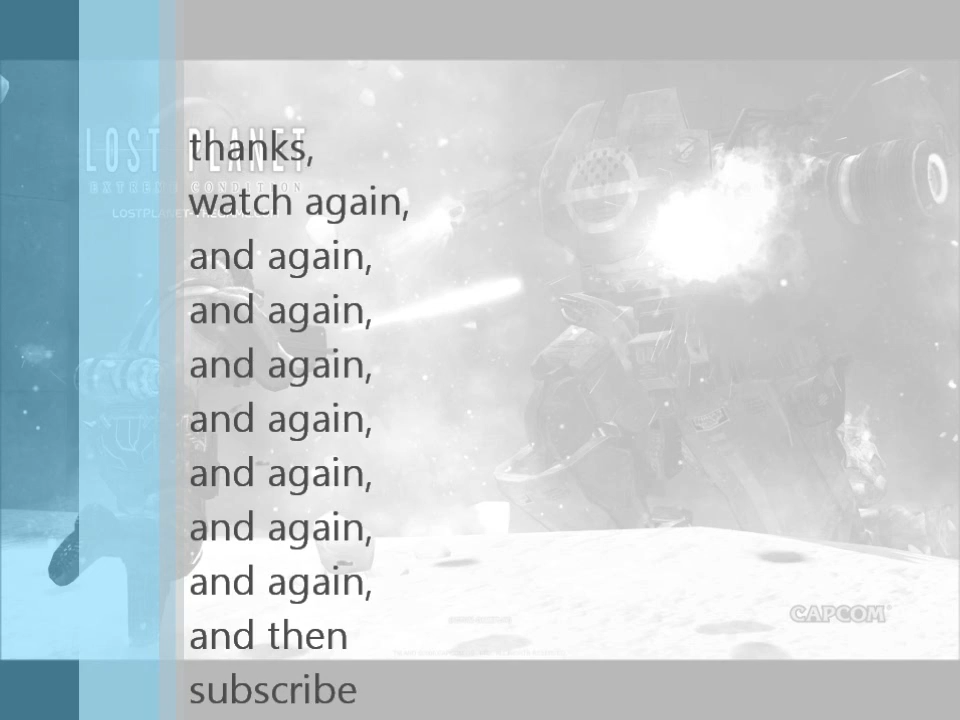 LOST PLANET
EXTREME CONDITION
thanks,
watch again,
and again,
and again,
and again,
and again,
and again,
and again,
and again,
and then
subscribe
CAPCOM